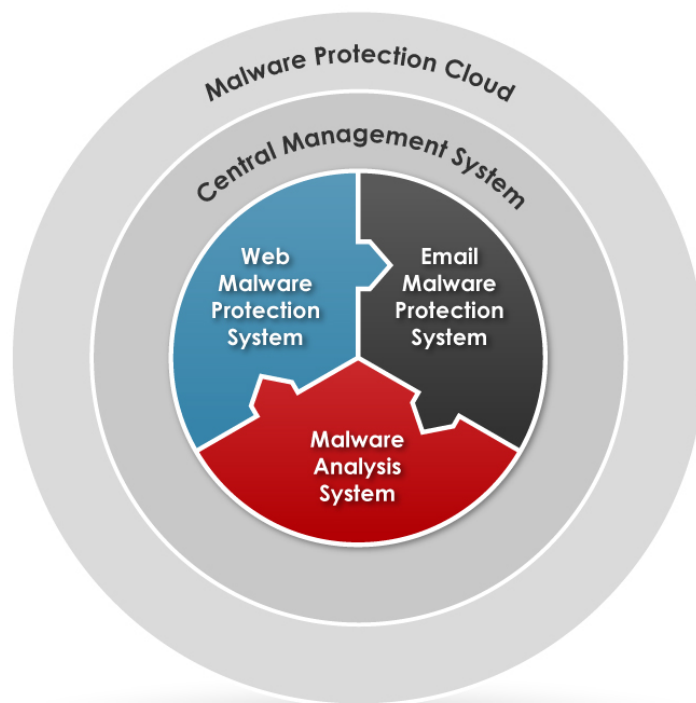 Malware Protection Cloud
Central Management System
Web
Malware
Protection
System
Email
Malware
Protection
System
Malware
Analysis
System